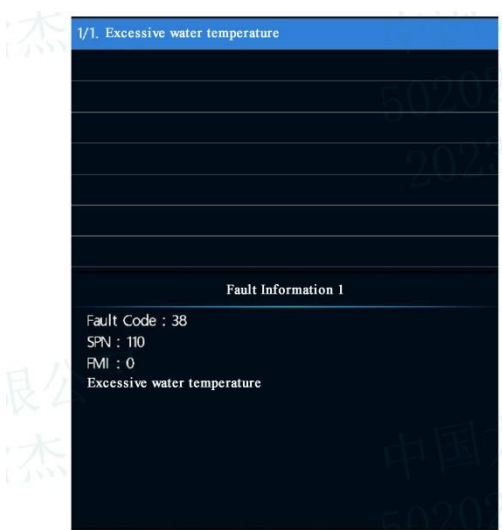 1/1. Excessive water temperature
Fault Information 1
Fault Code : 38
SPN : 110
FMI : 0
Excessive water temperature